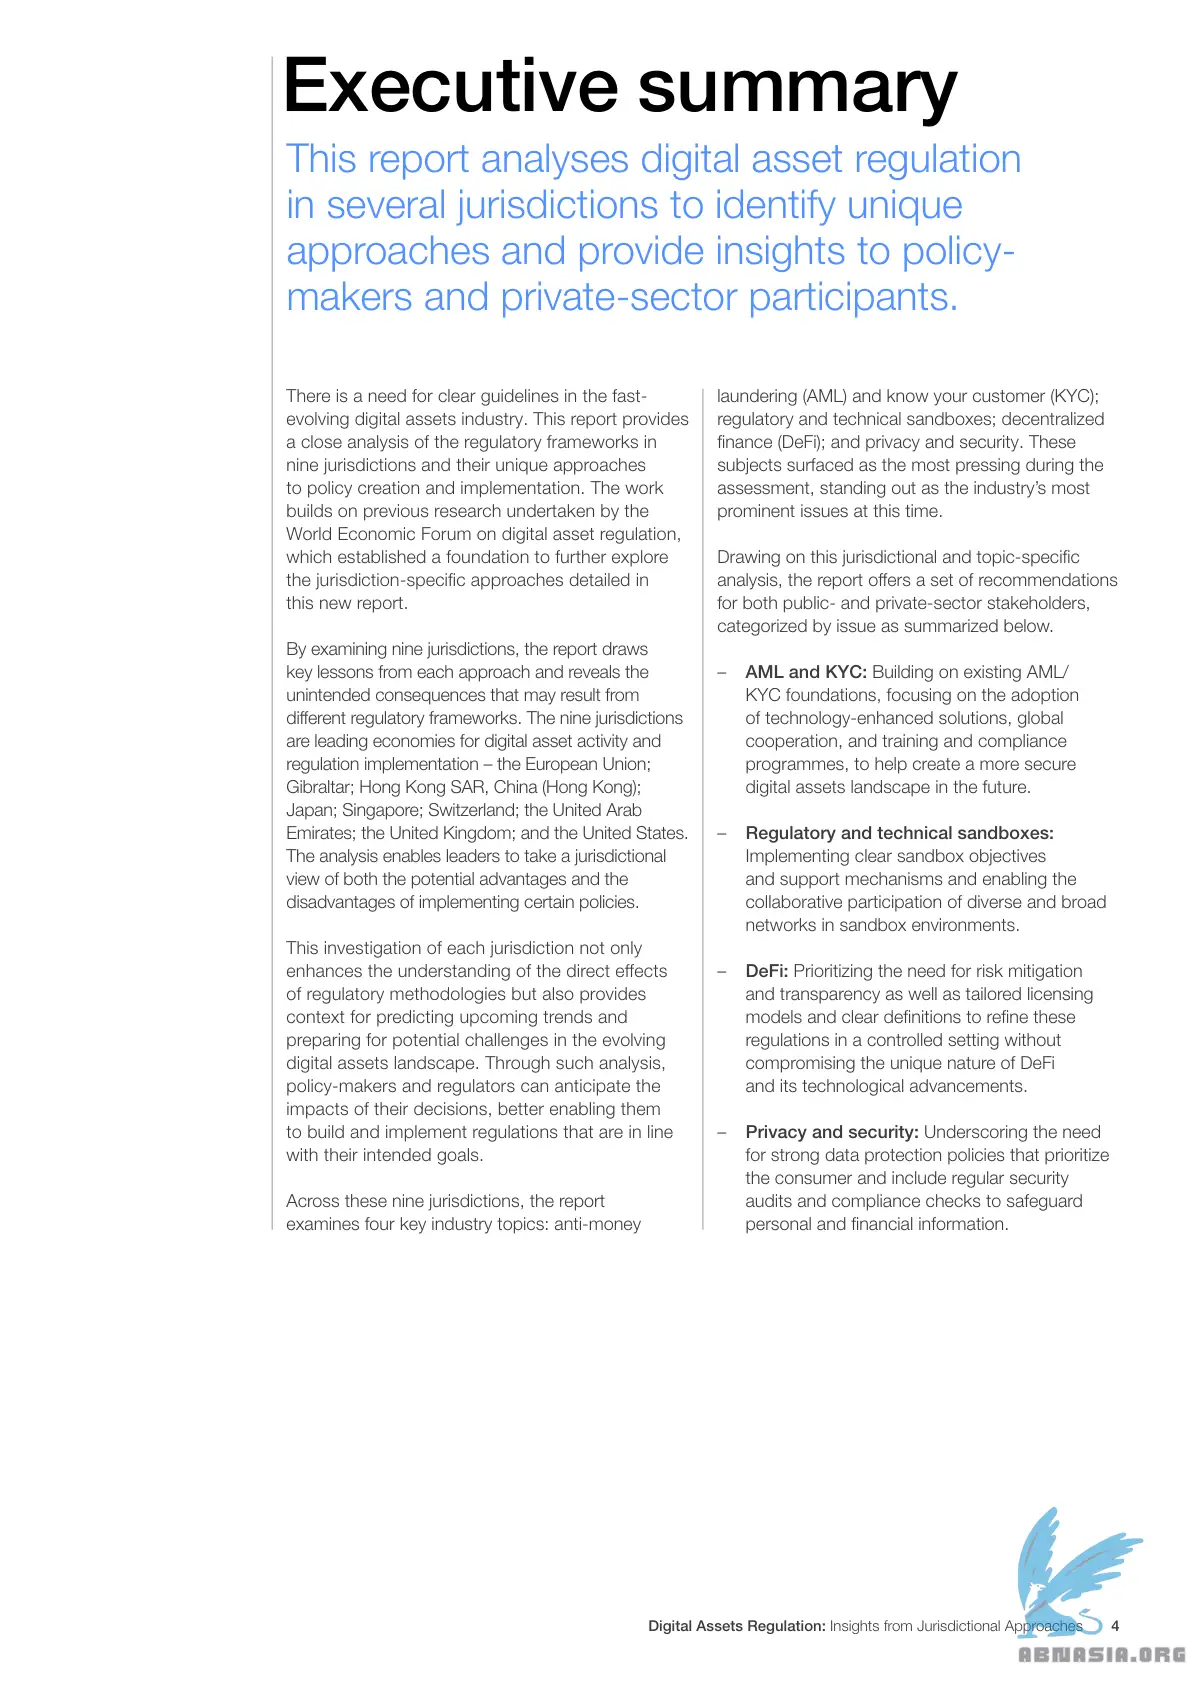 Executive summary
This report analyses digital asset regulation
in several jurisdictions to identify unique
approaches and provide insights to policy-
makers and private-sector participants.
There is a need for clear guidelines in the fast-
evolving digital assets industry. This report provides
a close analysis of the regulatory frameworks in
nine jurisdictions and their unique approaches
to policy creation and implementation. The work
builds on previous research undertaken by the
World Economic Forum on digital asset regulation,
which established a foundation to further explore
the jurisdiction-specific approaches detailed in
this new report.
By examining nine jurisdictions, the report draws
key lessons from each approach and reveals the
unintended consequences that may result from
different regulatory frameworks. The nine jurisdictions
are leading economies for digital asset activity and
regulation implementation – the European Union;
Gibraltar; Hong Kong SAR, China (Hong Kong);
Japan; Singapore; Switzerland; the United Arab
Emirates; the United Kingdom; and the United States.
The analysis enables leaders to take a jurisdictional
view of both the potential advantages and the
disadvantages of implementing certain policies.
This investigation of each jurisdiction not only
enhances the understanding of the direct effects
of regulatory methodologies but also provides
context for predicting upcoming trends and
preparing for potential challenges in the evolving
digital assets landscape. Through such analysis,
policy-makers and regulators can anticipate the
impacts of their decisions, better enabling them
to build and implement regulations that are in line
with their intended goals.
Across these nine jurisdictions, the report
examines four key industry topics: anti-money
laundering (AML) and know your customer (KYC);
regulatory and technical sandboxes; decentralized
finance (DeFi); and privacy and security. These
subjects surfaced as the most pressing during the
assessment, standing out as the industry’s most
prominent issues at this time.
Drawing on this jurisdictional and topic-specific
analysis, the report offers a set of recommendations
for both public- and private-sector stakeholders,
categorized by issue as summarized below.
– AML and KYC: Building on existing AML/
KYC foundations, focusing on the adoption
of technology-enhanced solutions, global
cooperation, and training and compliance
programmes, to help create a more secure
digital assets landscape in the future.
– Regulatory and technical sandboxes:
Implementing clear sandbox objectives
and support mechanisms and enabling the
collaborative participation of diverse and broad
networks in sandbox environments.
– DeFi: Prioritizing the need for risk mitigation
and transparency as well as tailored licensing
models and clear definitions to refine these
regulations in a controlled setting without
compromising the unique nature of DeFi
and its technological advancements.
– Privacy and security: Underscoring the need
for strong data protection policies that prioritize
the consumer and include regular security
audits and compliance checks to safeguard
personal and financial information.
Digital Assets Regulation: Insights from Jurisdictional Approaches 4
ABNASIA.ORG